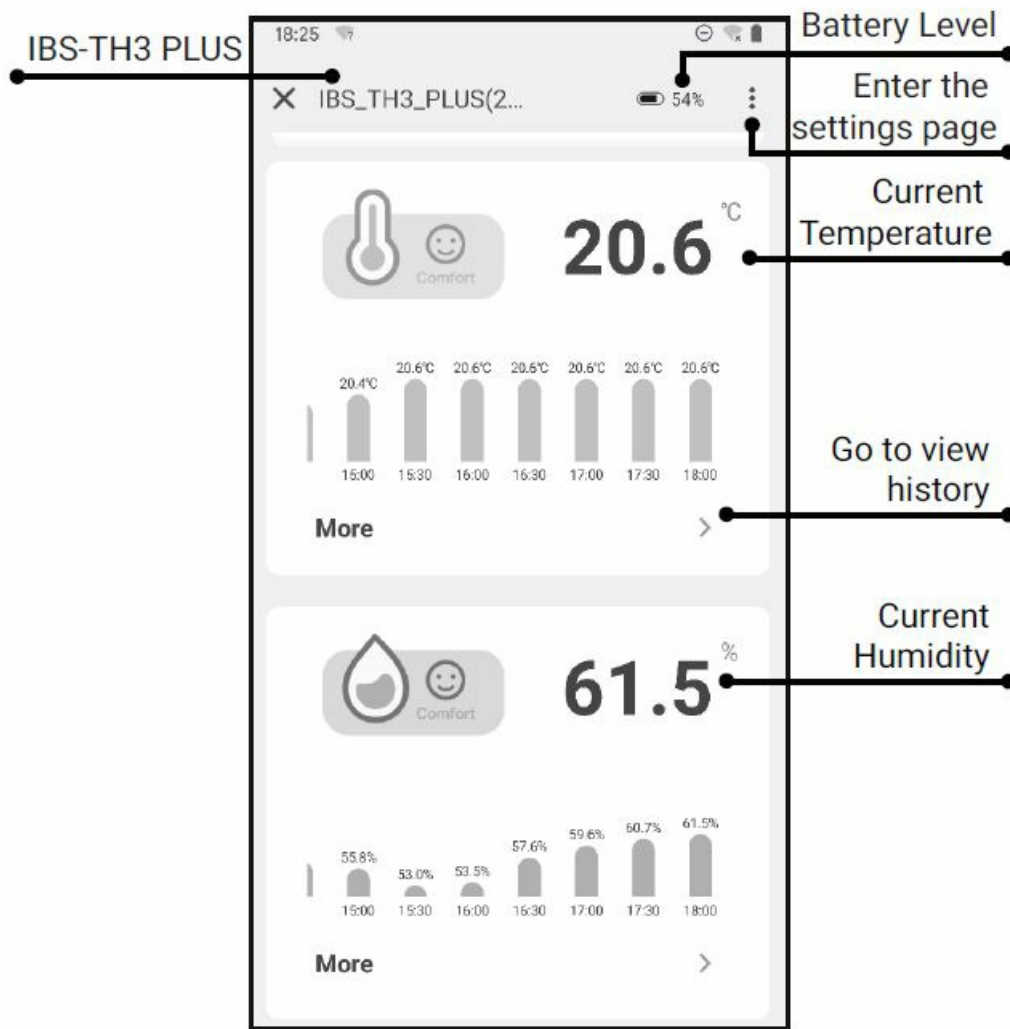 IBS-TH3 PLUS
18:25
Battery Level
IBS_TH3_PLUS(2...
54%
Enter the
settings page
Comfort
20.6
°C
Current
Temperature
20.4°C
20.6°C
20.6°C
20.6°C
20.6°C
20.6°C
20.6°C
15:00
15:30
16:00
16:30
17:00
17:30
18:00
More
Go to view
history
Comfort
61.5
%
Current
Humidity
55.8%
53.0%
53.5%
57.6%
59.6%
60.7%
61.5%
15:00
15:30
16:00
16:30
17:00
17:30
18:00
More